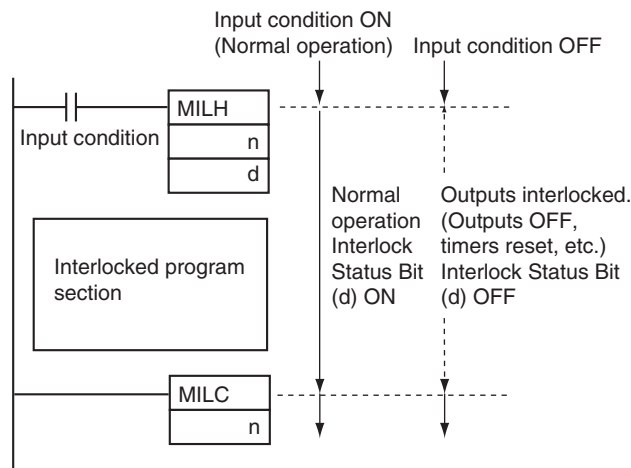 Input condition ON
(Normal operation)
Input condition OFF
MILH
Input condition
n
d
Normal
operation
Interlock
Status Bit
(d) ON
Outputs interlocked.
(Outputs OFF,
timers reset, etc.)
Interlock Status Bit
(d) OFF
Interlocked program
section
MILC
n